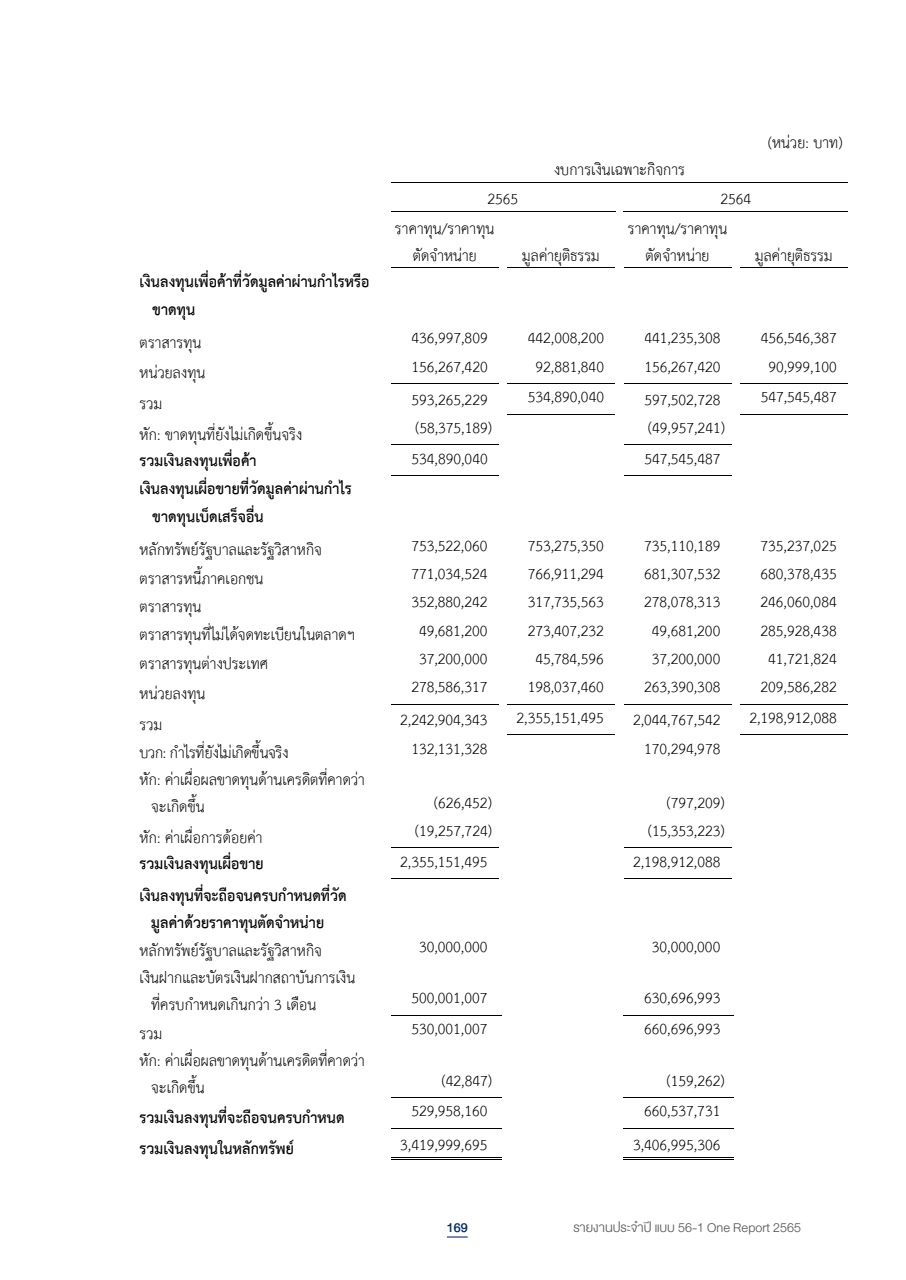 (หน่วย: บาท)
งบการเงินเฉพาะกิจการ
2565 2564
ราคาทุน/ราคาทุน ราคาทุน/ราคาทุน
ตัดจำหน่าย มูลค่ายุติธรรม ตัดจำหน่าย มูลค่ายุติธรรม
เงินลงทุนเพื่อค้าที่วัดมูลค่าผ่านกำไรหรือ
ขาดทุน
ตราสารทุน 436,997,809 442,008,200 441,235,308 456,546,387
หน่วยลงทุน 156,267,420 92,881,840 156,267,420 90,999,100
รวม 593,265,229 534,890,040 597,502,728 547,545,487
หัก: ขาดทุนที่ยังไม่เกิดขึ้นจริง (58,375,189) (49,957,241)
รวมเงินลงทุนเพื่อค้า 534,890,040 547,545,487
เงินลงทุนเผื่อขายที่วัดมูลค่าผ่านกำไร
ขาดทุนเบ็ดเสร็จอื่น
หลักทรัพย์รัฐบาลและรัฐวิสาหกิจ 753,522,060 753,275,350 735,110,189 735,237,025
ตราสารหนี้ภาคเอกชน 771,034,524 766,911,294 681,307,532 680,378,435
ตราสารทุน 352,880,242 317,735,563 278,078,313 246,060,084
ตราสารทุนที่ไม่ได้จดทะเบียนในตลาดฯ 49,681,200 273,407,232 49,681,200 285,928,438
ตราสารทุนต่างประเทศ 37,200,000 45,784,596 37,200,000 41,721,824
หน่วยลงทุน 278,586,317 198,037,460 263,390,308 209,586,282
รวม 2,242,904,343 2,355,151,495 2,044,767,542 2,198,912,088
บวก: กำไรที่ยังไม่เกิดขึ้นจริง 132,131,328 170,294,978
หัก: ค่าเผื่อผลขาดทุนด้านเครดิตที่คาดว่า
จะเกิดขึ้น (626,452) (797,209)
หัก: ค่าเผื่อการด้อยค่า (19,257,724) (15,353,223)
รวมเงินลงทุนเผื่อขาย 2,355,151,495 2,198,912,088
เงินลงทุนที่จะถือจนครบกำหนดที่วัด
มูลค่าด้วยราคาทุนตัดจำหน่าย
หลักทรัพย์รัฐบาลและรัฐวิสาหกิจ 30,000,000 30,000,000
เงินฝากและบัตรเงินฝากสถาบันการเงิน
ที่ครบกำหนดเกินกว่า 3 เดือน 500,001,007 630,696,993
รวม 530,001,007 660,696,993
หัก: ค่าเผื่อผลขาดทุนด้านเครดิตที่คาดว่า
จะเกิดขึ้น (42,847) (159,262)
รวมเงินลงทุนที่จะถือจนครบกำหนด 529,958,160 660,537,731
รวมเงินลงทุนในหลักทรัพย์ 3,419,999,695 3,406,995,306
169 รายงานประจำปี แบบ 56-1 One Report 2565